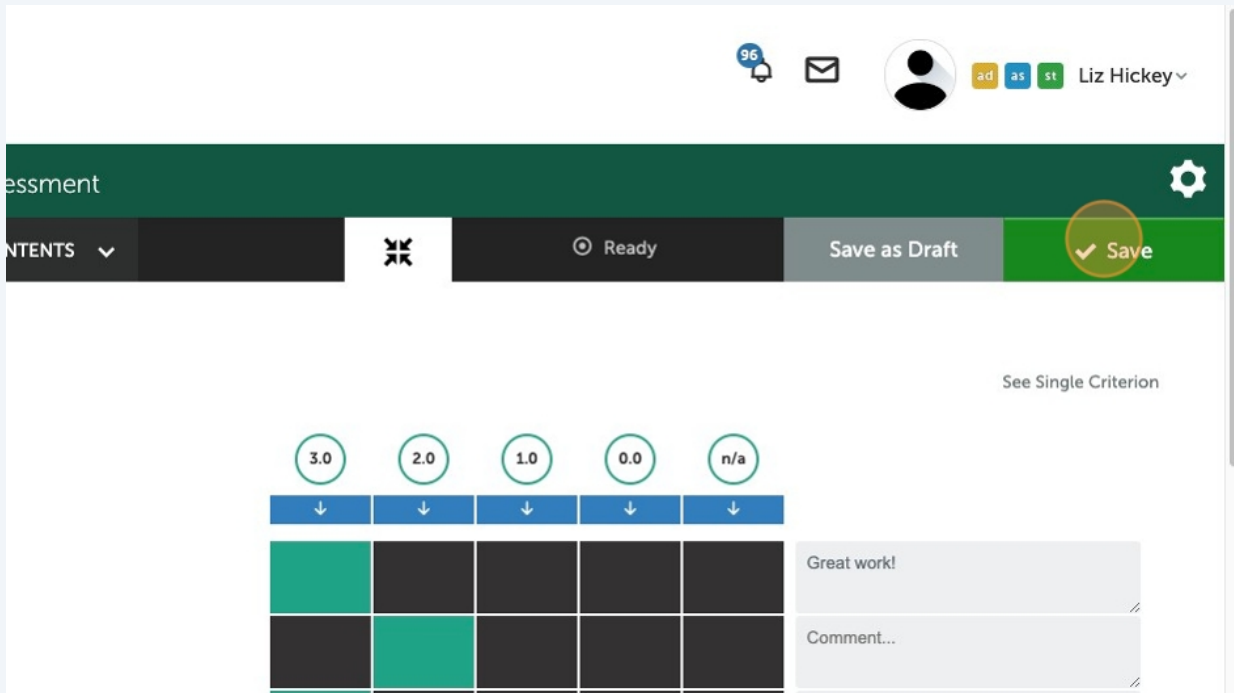 96
ad as st Liz Hickey
essment
NTENTS Ready Save as Draft Save
See Single Criterion
3.0 2.0 1.0 0.0 n/a
Great work!
Comment...